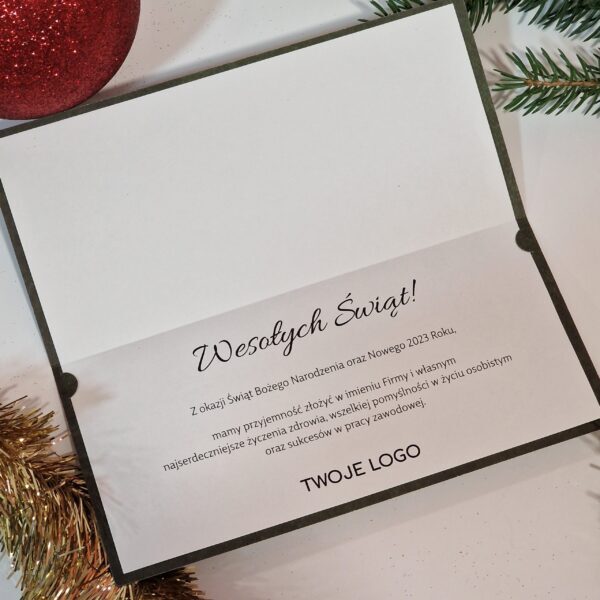 Wesołych Świąt!
Z okazji Świąt Bożego Narodzenia oraz Nowego 2023 Roku,
mamy przyjemność złożyć w imieniu Firmy i własnym
najserdeczniejsze życzenia zdrowia, wszelkiej pomyślności w życiu osobistym
oraz sukcesów w pracy zawodowej.
TWOJE LOGO